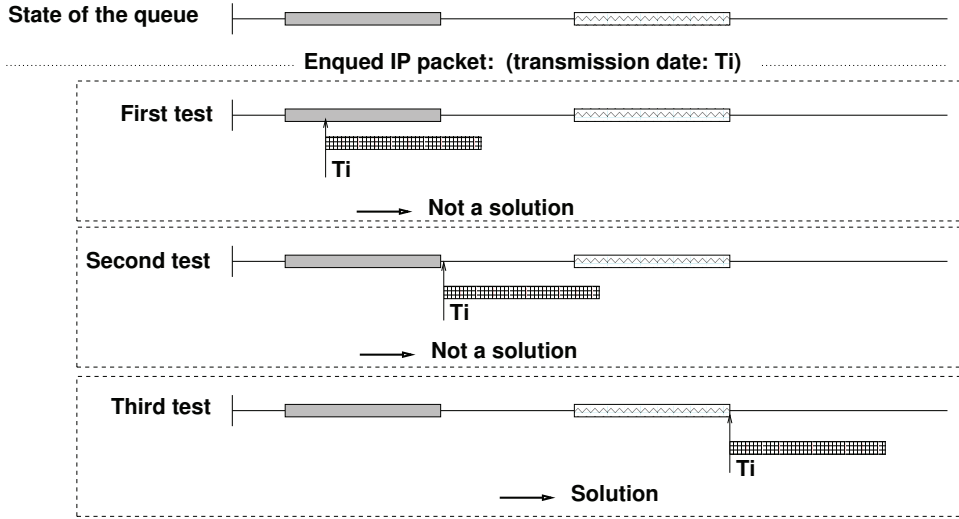 State of the queue
Enqued IP packet: (transmission date: Ti)
First test
Ti
Not a solution
Second test
Ti
Not a solution
Third test
Ti
Solution